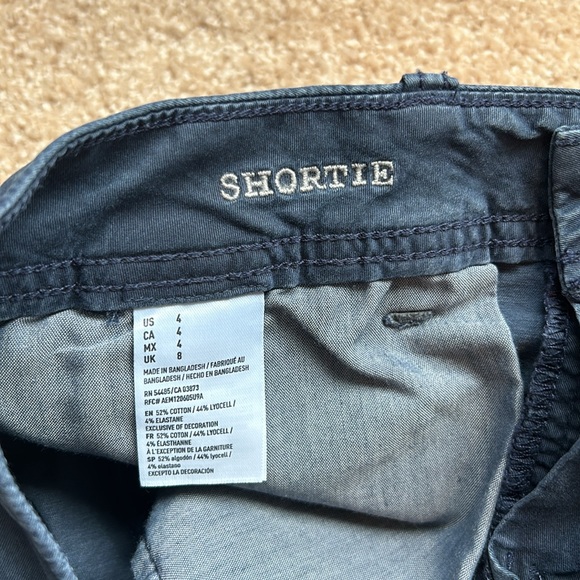 SHORTIE
US 4
CA 4
MX 4
UK 8
MADE IN BANGLADESH / FABRIQUÉ AU
BANGLADESH / HECHO EN BANGLADESH
RN 54485/CA 03873
RFC# AEM120605U9A
EN 52% COTTON / 44% LYOCELL /
4% ELASTANE
EXCLUSIVE OF DECORATION
FR 52% COTON / 44% LYOCELL /
4% ÉLASTHANNE
À L'EXCEPTION DE LA GARNITURE
SP 52% algodón / 44% lyocell /
4% elastano
EXCEPTO LA DECORACIÓN